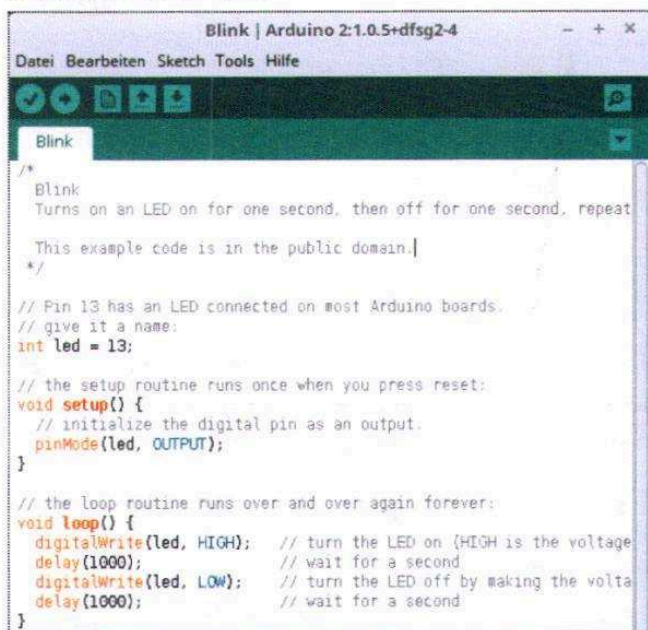 Blink | Arduino 2:1.0.5+dfsg2-4
Datei Bearbeiten Sketch Tools Hilfe
Blink
/*
  Blink
  Turns on an LED on for one second, then off for one second, repeat

  This example code is in the public domain.
 */

// Pin 13 has an LED connected on most Arduino boards.
// give it a name:
int led = 13;

// the setup routine runs once when you press reset:
void setup() {
  // initialize the digital pin as an output.
  pinMode(led, OUTPUT);
}

// the loop routine runs over and over again forever:
void loop() {
  digitalWrite(led, HIGH);   // turn the LED on (HIGH is the voltage
  delay(1000);               // wait for a second
  digitalWrite(led, LOW);    // turn the LED off by making the volta
  delay(1000);               // wait for a second
}